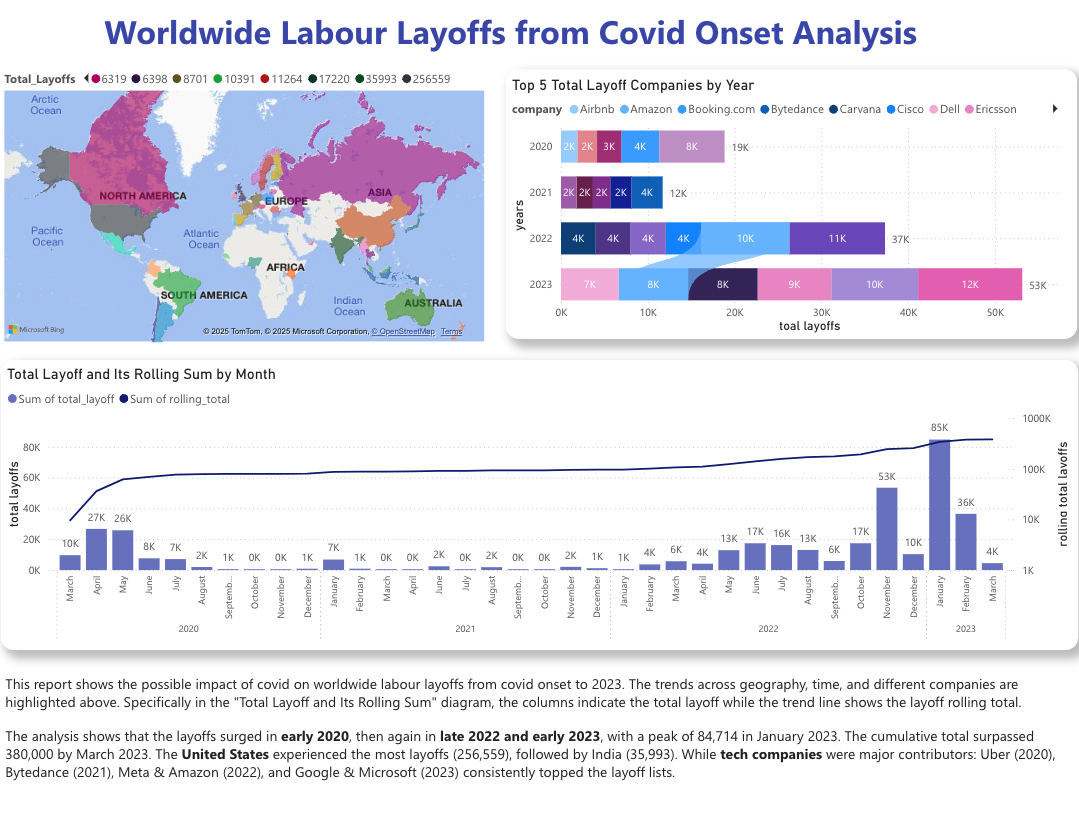 Worldwide Labour Layoffs from Covid Onset Analysis
Total_Layoffs 6319 6398 8701 10391 11264 17220 35993 256559
Arctic
Ocean
NORTH AMERICA
ASIA
EUROPE
Pacific
Ocean
Atlantic
Ocean
AFRICA
SOUTH AMERICA
Indian
Ocean
AUSTRALIA
Microsoft Bing
© 2025 TomTom, © 2025 Microsoft Corporation, © OpenStreetMap Terms
Top 5 Total Layoff Companies by Year
company Airbnb Amazon Booking.com Bytedance Carvana Cisco Dell Ericsson
years
2020 2K 2K 3K 4K 8K 19K
2021 2K 2K 2K 2K 4K 12K
2022 4K 4K 4K 4K 10K 11K 37K
2023 7K 8K 8K 9K 10K 12K 53K
0K 10K 20K 30K 40K 50K
toal layoffs
Total Layoff and Its Rolling Sum by Month
Sum of total_layoff Sum of rolling_total
total layoffs
80K
60K
40K
20K
0K
10K 27K 26K 8K 7K 2K 1K 0K 0K 1K 7K 1K 0K 0K 2K 0K 2K 0K 0K 2K 1K 1K 4K 6K 4K 13K 17K 16K 13K 6K 17K 53K 10K 85K 36K 4K
1000K
100K
10K
1K
rolling total layoffs
March April May June July August Septemb... October November December January February March April June July August Septemb... October November December January February March April May June July August Septemb... October November December January February March
2020 2021 2022 2023
This report shows the possible impact of covid on worldwide labour layoffs from covid onset to 2023. The trends across geography, time, and different companies are
highlighted above. Specifically in the "Total Layoff and Its Rolling Sum" diagram, the columns indicate the total layoff while the trend line shows the layoff rolling total.
The analysis shows that the layoffs surged in early 2020, then again in late 2022 and early 2023, with a peak of 84,714 in January 2023. The cumulative total surpassed
380,000 by March 2023. The United States experienced the most layoffs (256,559), followed by India (35,993). While tech companies were major contributors: Uber (2020),
Bytedance (2021), Meta & Amazon (2022), and Google & Microsoft (2023) consistently topped the layoff lists.